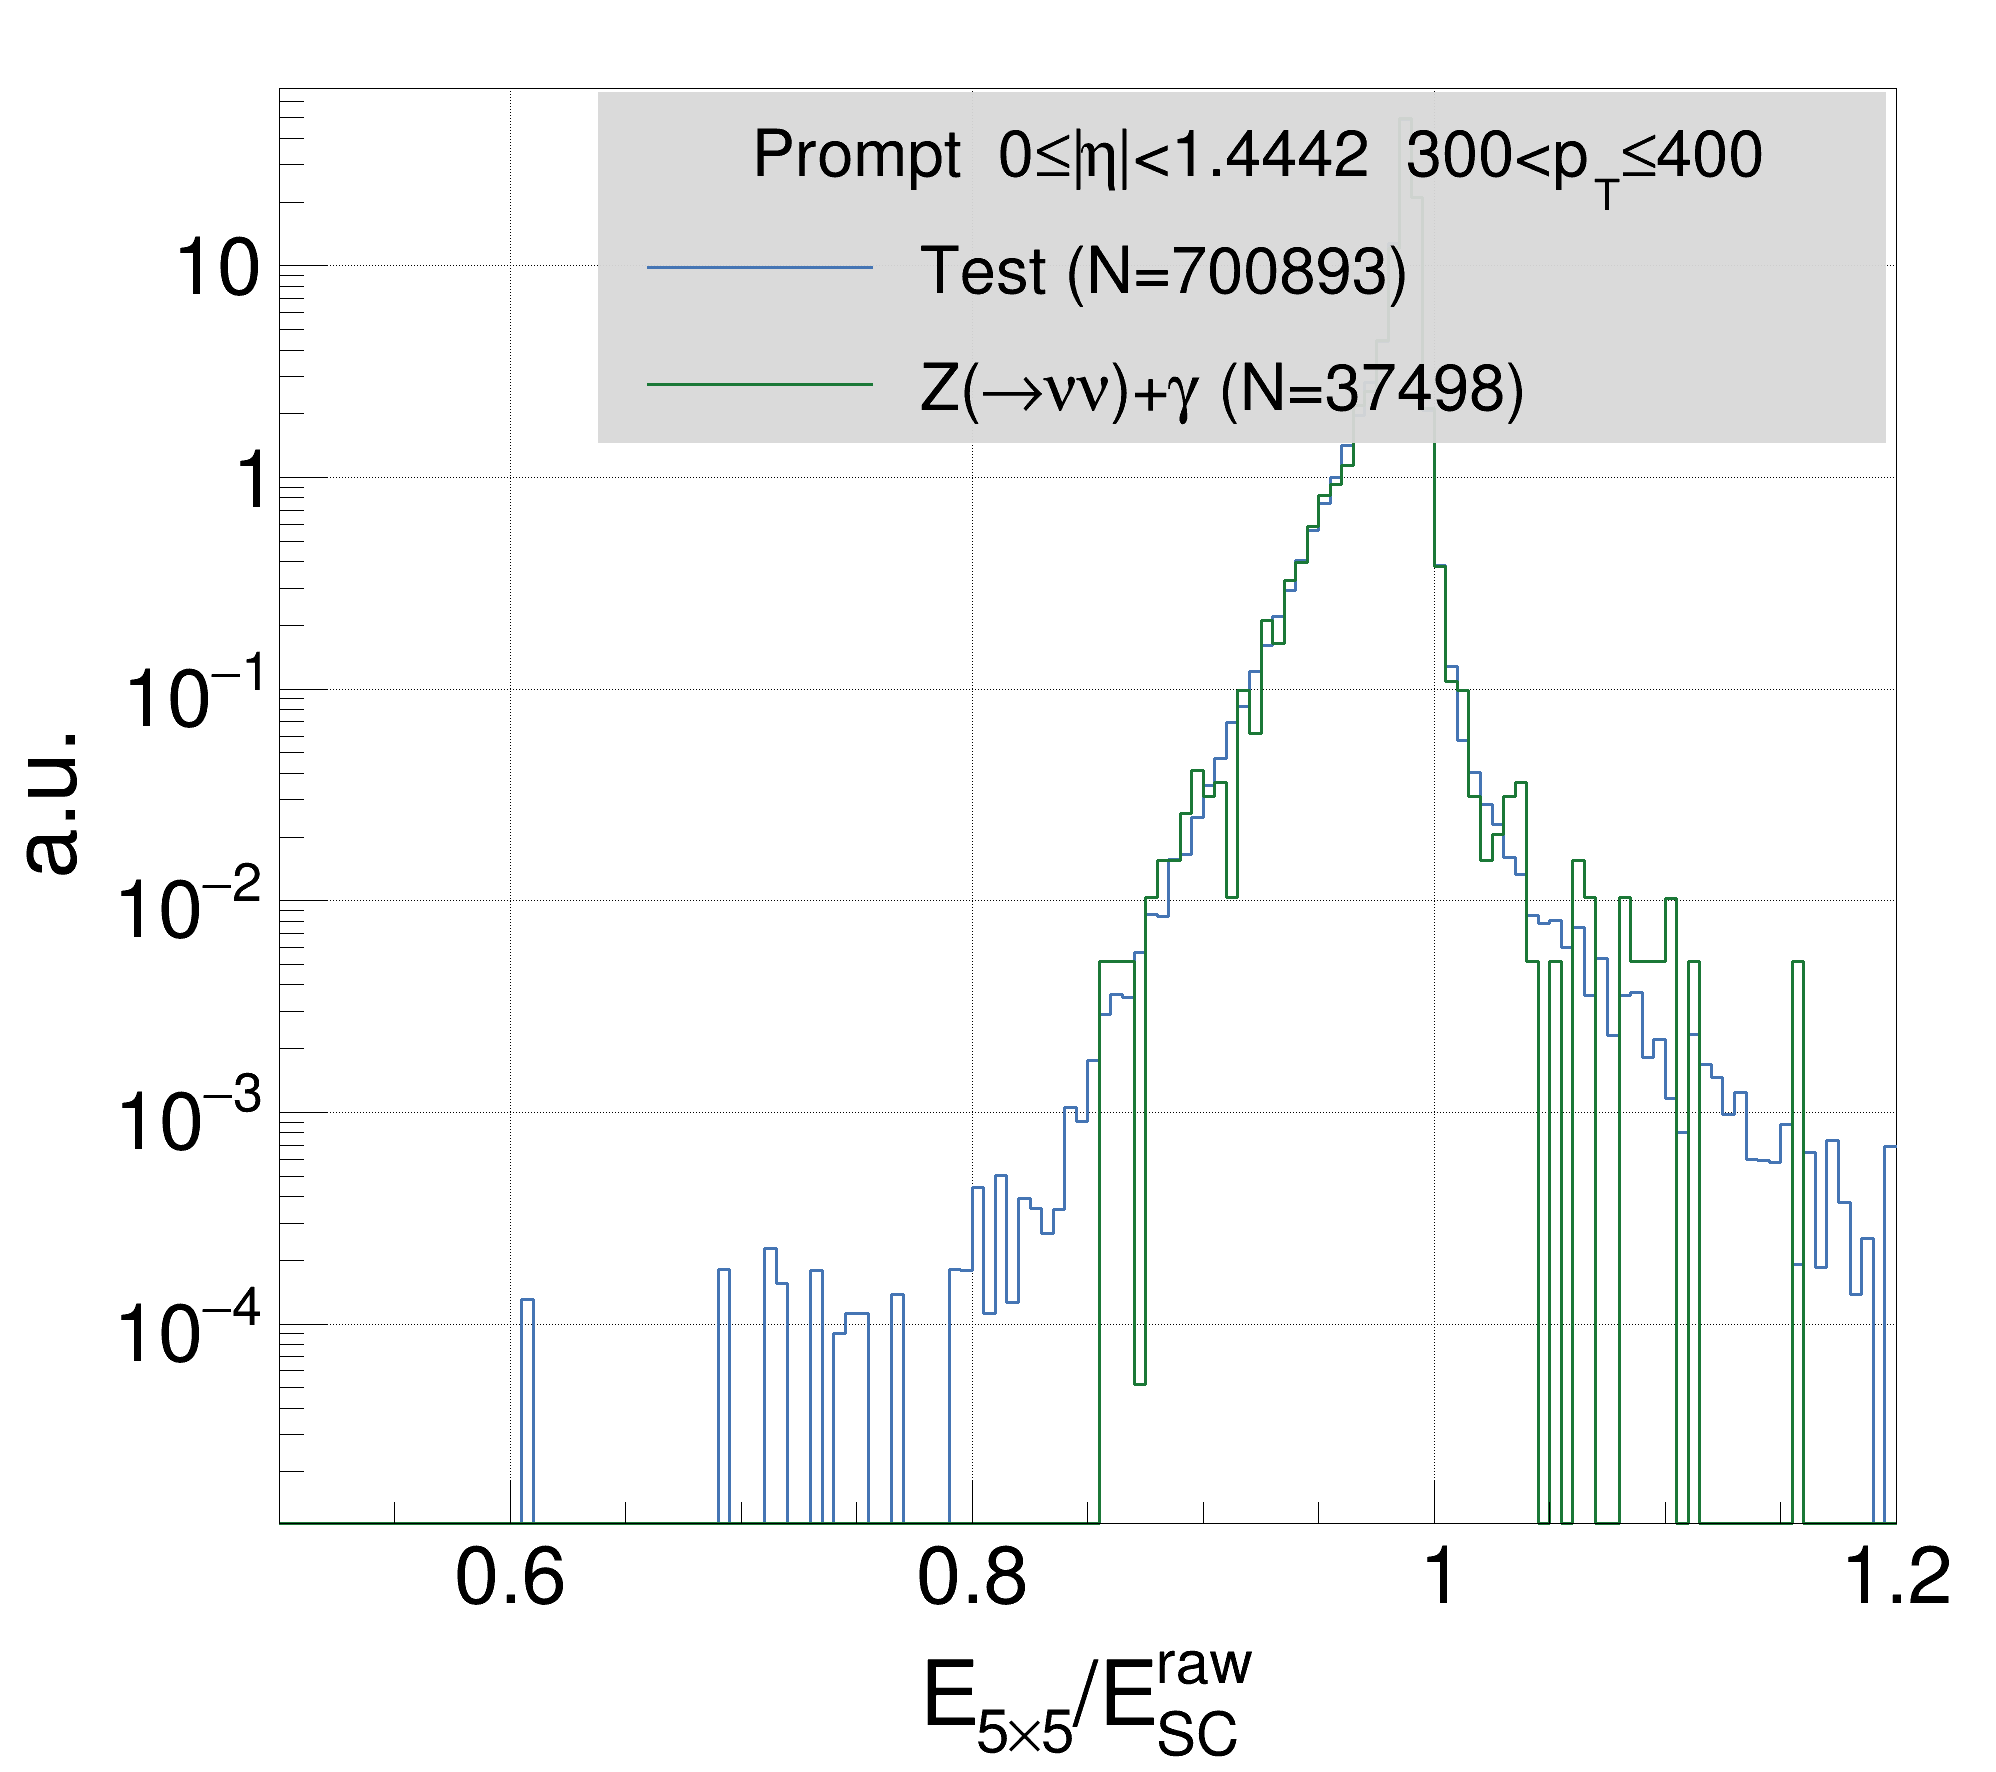 Prompt 0≤|η|<1.4442 300<p_T≤400
Test (N=700893)
Z(→νν)+γ (N=37498)
10
1
10⁻¹
10⁻²
10⁻³
10⁻⁴
a.u.
0.6 0.8 1 1.2
E_5×5/E_SC^raw